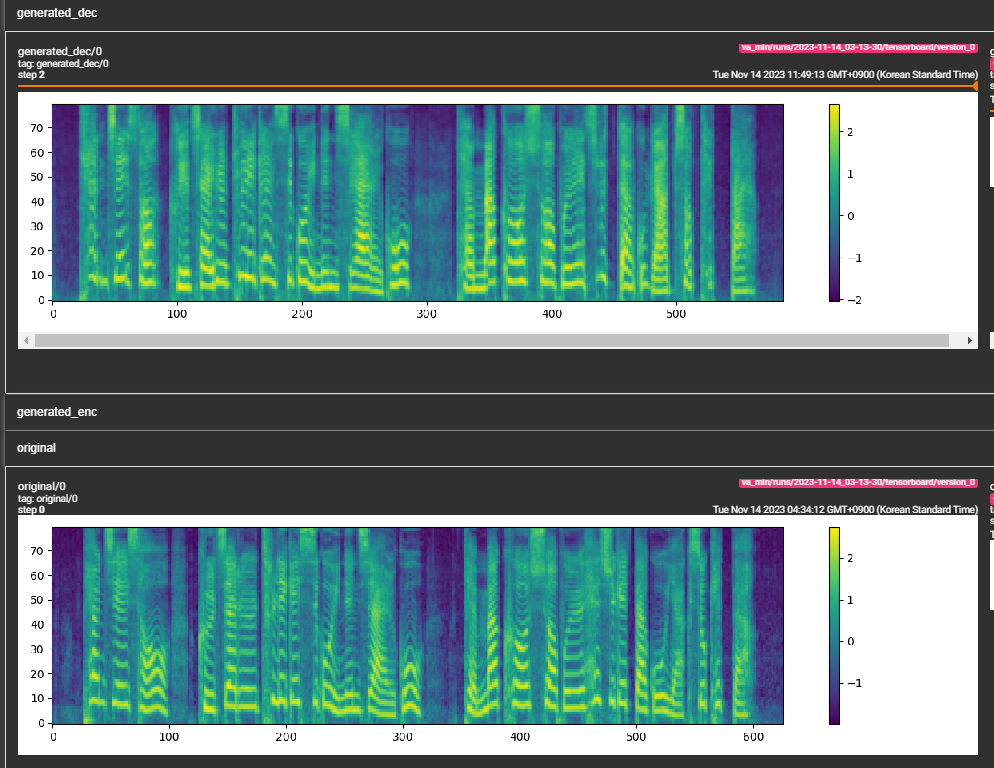 generated_dec
generated_dec/0
tag: generated_dec/0
step 2
va_min/runs/2023-11-14_03-13-30/tensorboard/version_0
Tue Nov 14 2023 11:49:13 GMT+0900 (Korean Standard Time)
70
60
50
40
30
20
10
0
0 100 200 300 400 500
2
1
0
−1
−2
generated_enc
original
original/0
tag: original/0
step 0
va_min/runs/2023-11-14_03-13-30/tensorboard/version_0
Tue Nov 14 2023 04:34:12 GMT+0900 (Korean Standard Time)
70
60
50
40
30
20
10
0
0 100 200 300 400 500 600
2
1
0
−1